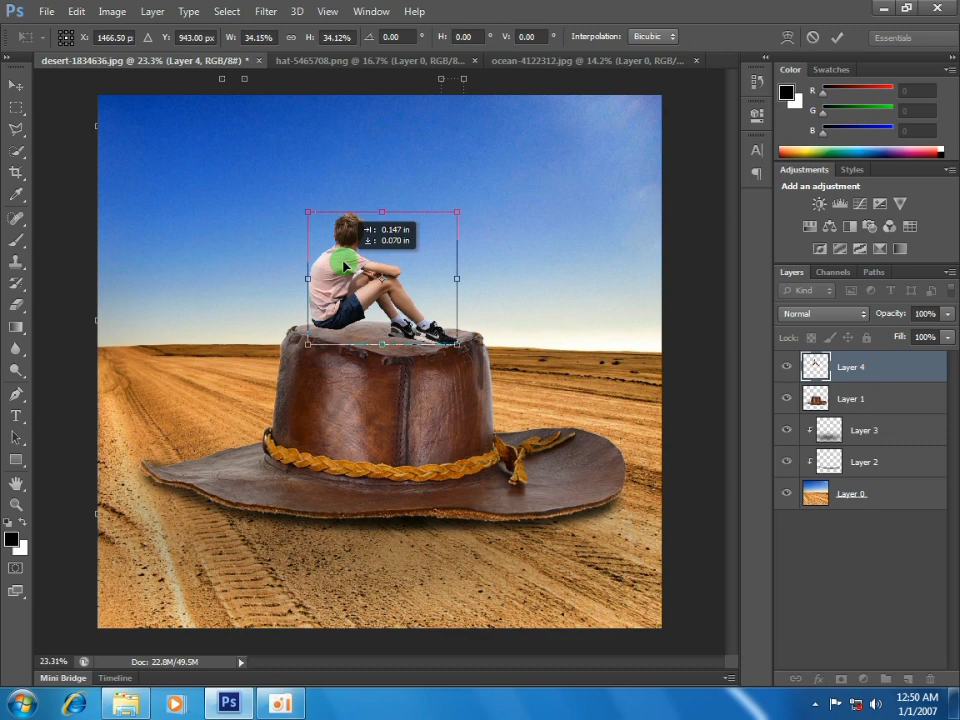 Ps File Edit Image Layer Type Select Filter 3D View Window Help
X: 1466.50 p Y: 943.00 px W: 34.15% H: 34.12% 0.00 ° H: 0.00 ° V: 0.00 ° Interpolation: Bicubic Essentials
desert-1834636.jpg @ 23.3% (Layer 4, RGB/8#) * × hat-5465708.png @ 16.7% (Layer 0, RGB/8... × ocean-4122312.jpg @ 14.2% (Layer 0, RGB/8... ×
Color Swatches
R 0
G 0
B 0
Adjustments Styles
Add an adjustment
0.147 in
0.070 in
Layers Channels Paths
Kind
Normal Opacity: 100%
Lock: Fill: 100%
Layer 4
Layer 1
Layer 3
Layer 2
Layer 0
23.31% Doc: 22.8M/49.5M
Mini Bridge Timeline
Ps
12:50 AM
1/1/2007